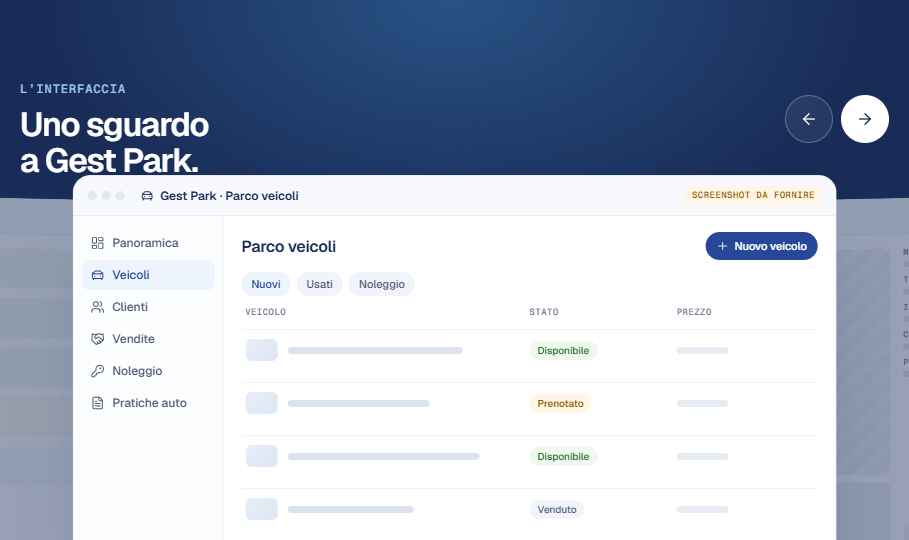 L'INTERFACCIA
Uno sguardo
a Gest Park.
Gest Park · Parco veicoli
SCREENSHOT DA FORNIRE
Panoramica
Veicoli
Clienti
Vendite
Noleggio
Pratiche auto
Parco veicoli
Nuovo veicolo
Nuovi
Usati
Noleggio
VEICOLO
STATO
PREZZO
Disponibile
Prenotato
Disponibile
Venduto